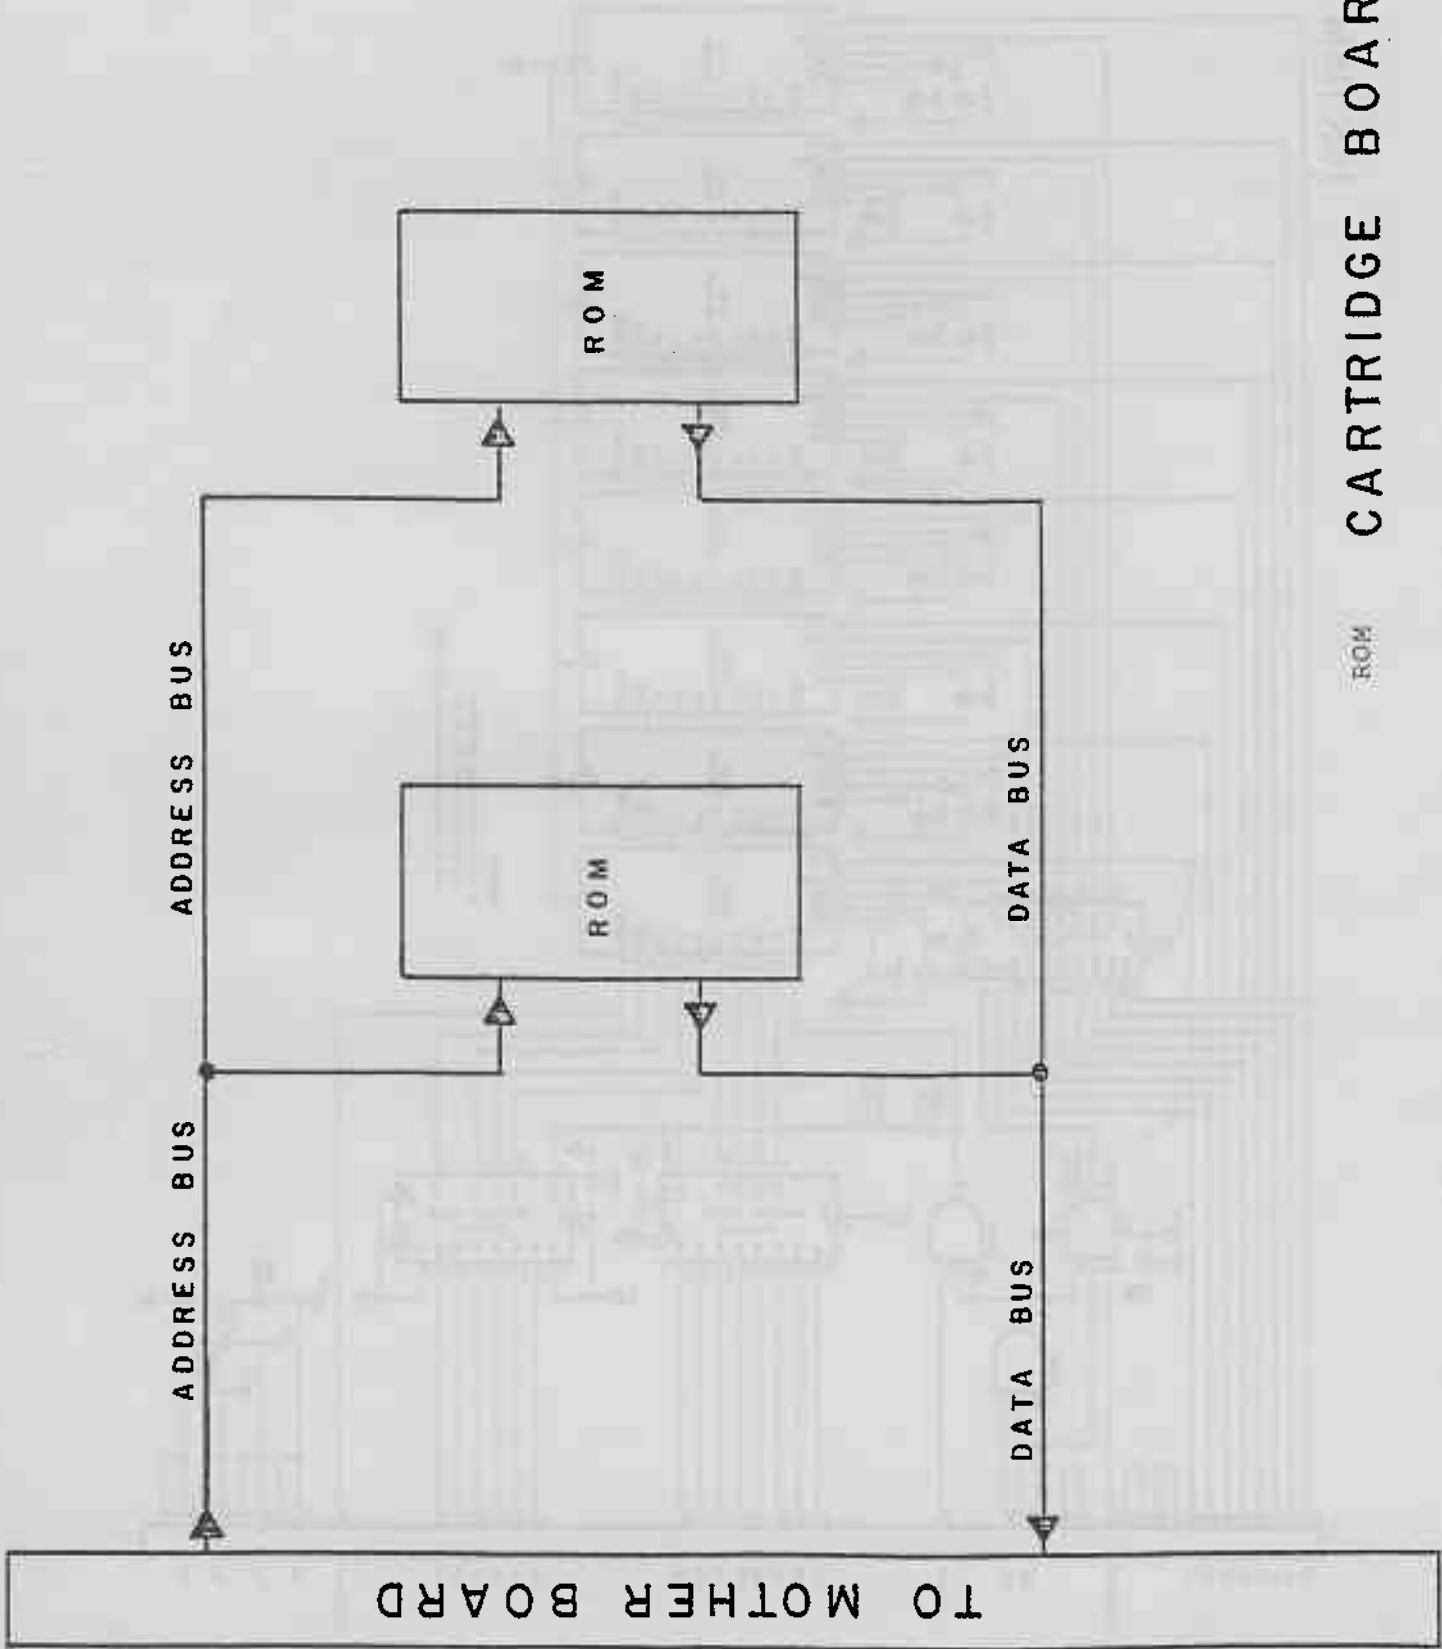 ADDRESS BUS
ADDRESS BUS
ROM
ROM
DATA BUS
DATA BUS
TO MOTHER BOARD
ROM CARTRIDGE BOAR